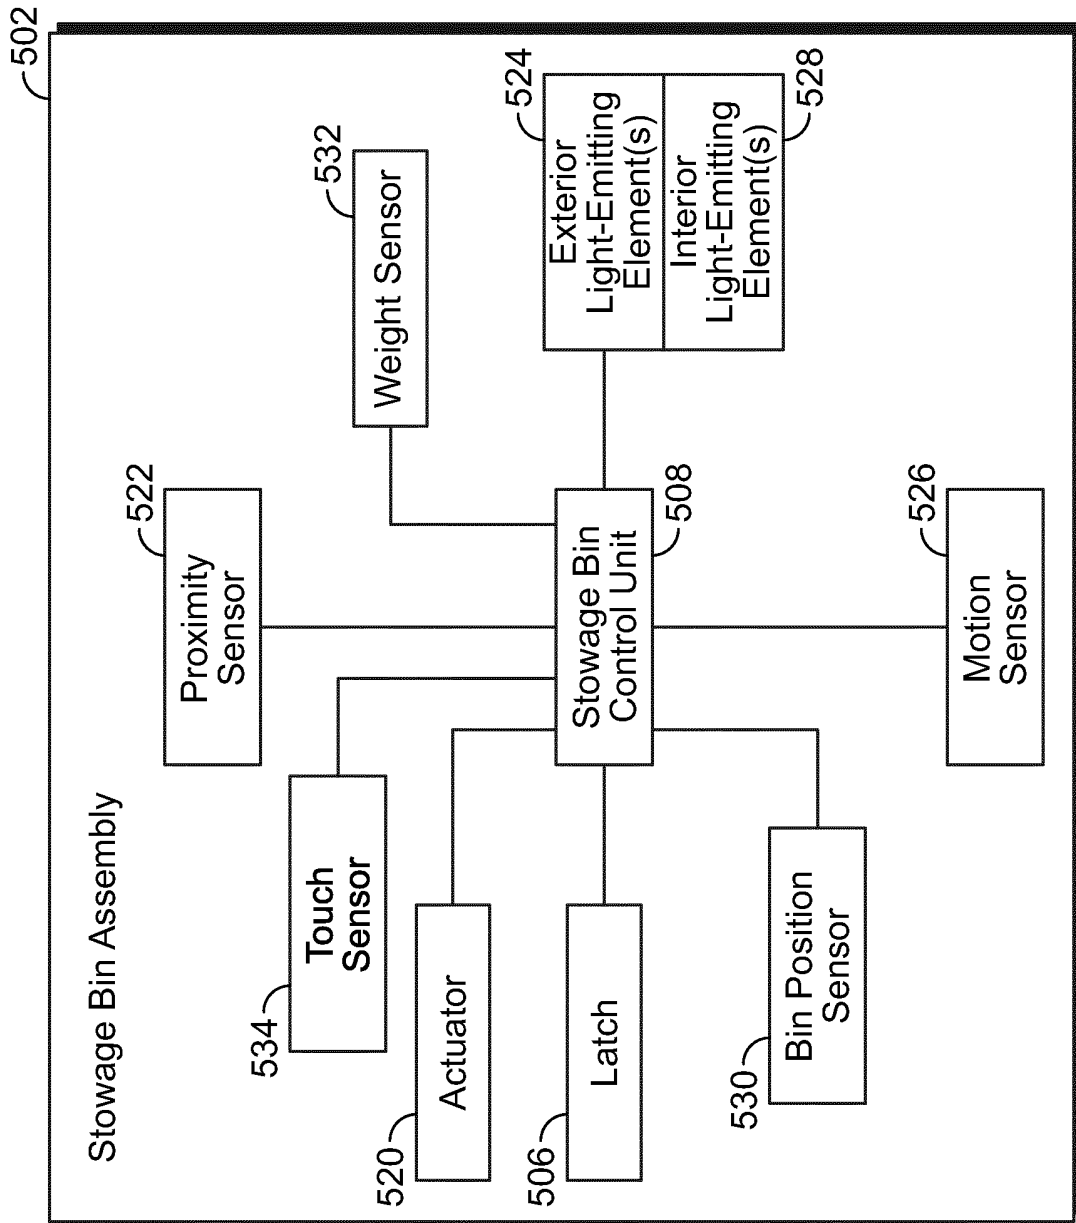 502
Stowage Bin Assembly
522
Proximity
Sensor
532
Weight Sensor
534
Touch
Sensor
520
Actuator
506
Latch
508
Stowage Bin
Control Unit
524
Exterior
Light-Emitting
Element(s)
Interior
Light-Emitting
Element(s)
528
530
Bin Position
Sensor
526
Motion
Sensor